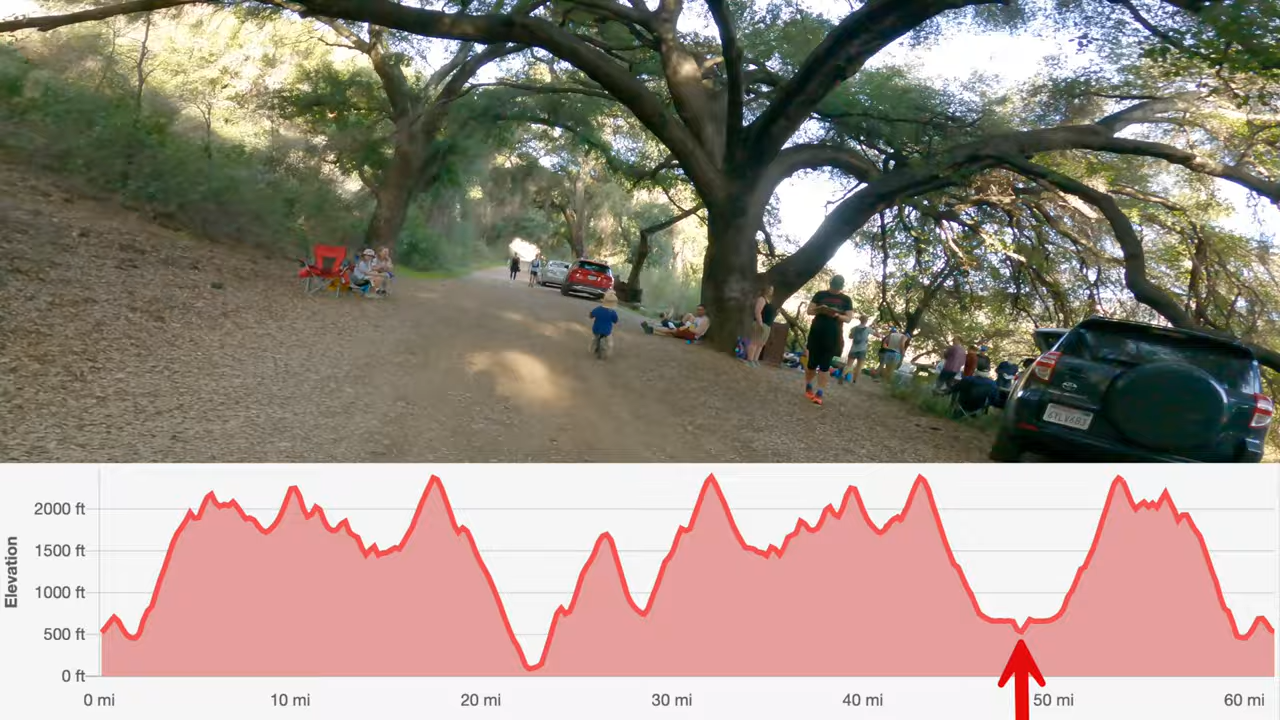 Elevation
2000 ft
1500 ft
1000 ft
500 ft
0 ft
0 mi
10 mi
20 mi
30 mi
40 mi
50 mi
60 mi